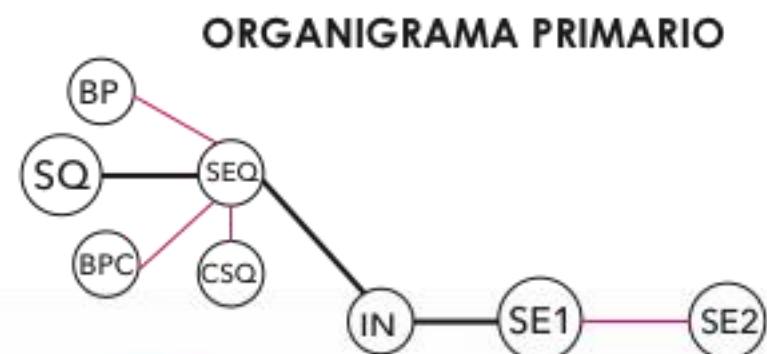 ORGANIGRAMA PRIMARIO
BP
SQ
SEQ
BPC
CSQ
IN
SE1
SE2